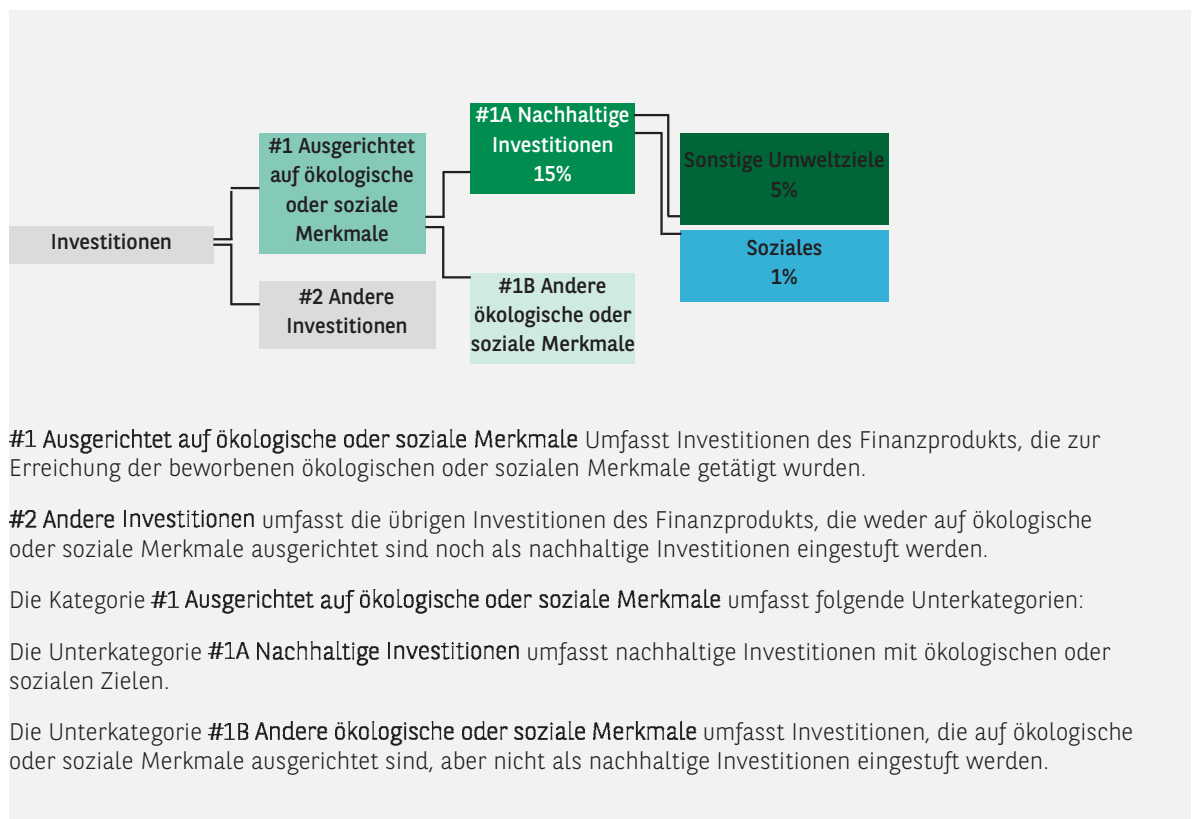 #1A Nachhaltige
Investitionen
15%
#1 Ausgerichtet
auf ökologische
oder soziale
Merkmale
Sonstige Umweltziele
5%
Investitionen
Soziales
1%
#2 Andere
Investitionen
#1B Andere
ökologische oder
soziale Merkmale
#1 Ausgerichtet auf ökologische oder soziale Merkmale Umfasst Investitionen des Finanzprodukts, die zur
Erreichung der beworbenen ökologischen oder sozialen Merkmale getätigt wurden.
#2 Andere Investitionen umfasst die übrigen Investitionen des Finanzprodukts, die weder auf ökologische
oder soziale Merkmale ausgerichtet sind noch als nachhaltige Investitionen eingestuft werden.
Die Kategorie #1 Ausgerichtet auf ökologische oder soziale Merkmale umfasst folgende Unterkategorien:
Die Unterkategorie #1A Nachhaltige Investitionen umfasst nachhaltige Investitionen mit ökologischen oder
sozialen Zielen.
Die Unterkategorie #1B Andere ökologische oder soziale Merkmale umfasst Investitionen, die auf ökologische
oder soziale Merkmale ausgerichtet sind, aber nicht als nachhaltige Investitionen eingestuft werden.